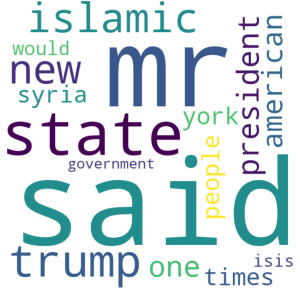 islamic
mr
new
would
syria
york
president
american
state
people
government
said
trump
one
times
isis